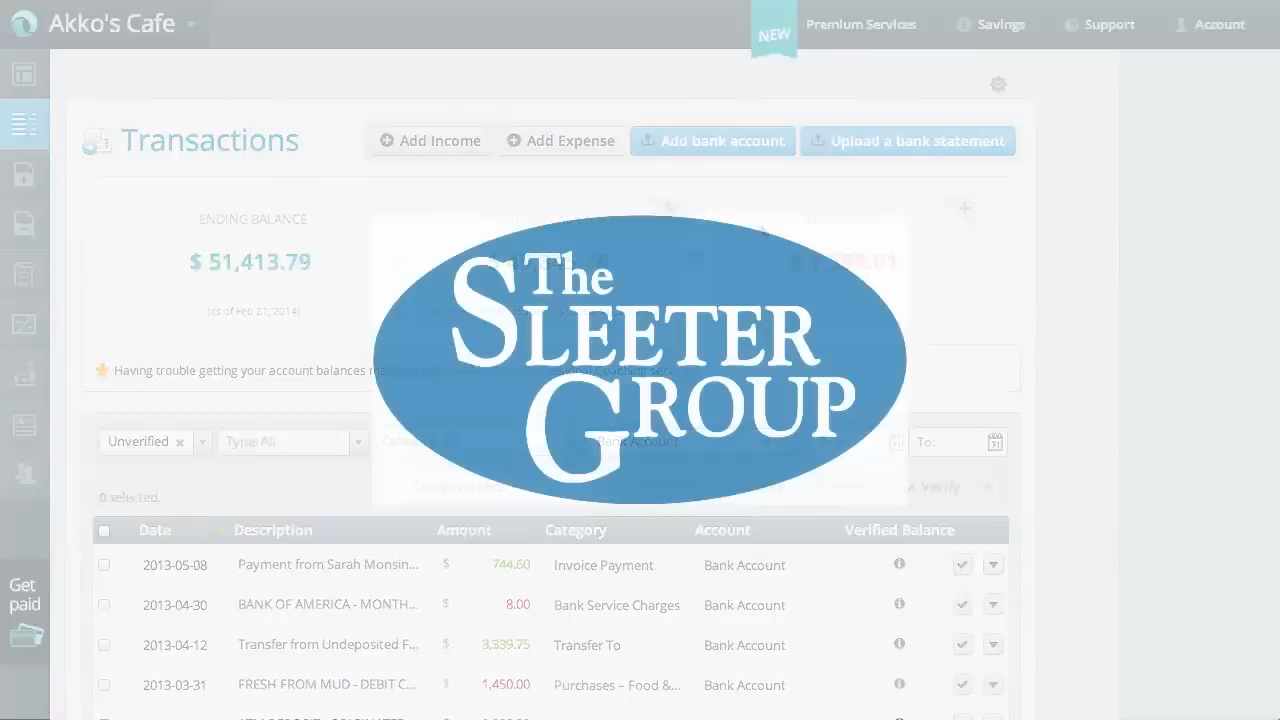 Akko's Cafe
NEW
Premium Services
Savings
Support
Account
Transactions
Add Income
Add Expense
Add bank account
Upload a bank statement
ENDING BALANCE
$ 51,413.79
(as of Feb 21, 2014)
The
SLEETER
GROUP
Having trouble getting your account balances
Unverified
Type: All
Bank Account
To:
0 selected.
Verify
Date Description Amount Category Account Verified Balance
2013-05-08 Payment from Sarah Monsin... $ 744.60 Invoice Payment Bank Account
2013-04-30 BANK OF AMERICA - MONTH... $ 8.00 Bank Service Charges Bank Account
2013-04-12 Transfer from Undeposited F... $ 3,339.75 Transfer To Bank Account
2013-03-31 FRESH FROM MUD - DEBIT C... $ 1,450.00 Purchases – Food &... Bank Account
Get
paid